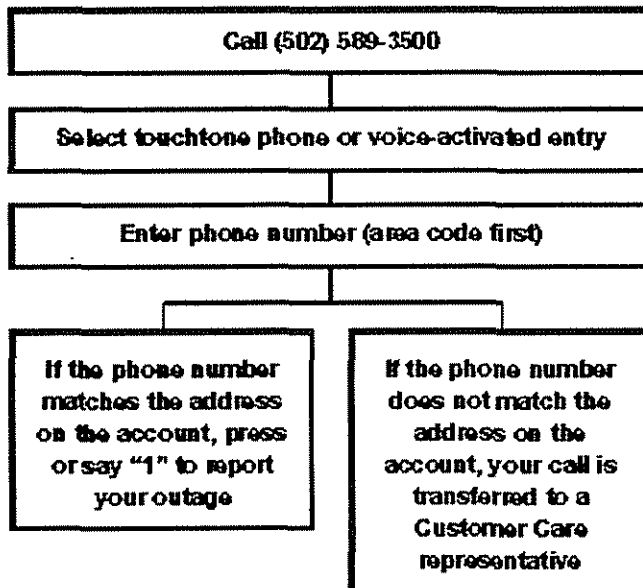 Call (502) 589-3500
Select touchtone phone or voice-activated entry
Enter phone number (area code first)
If the phone number
matches the address
on the account, press
or say "1" to report
your outage
If the phone number
does not match the
address on the
account, your call is
transferred to a
Customer Care
representative